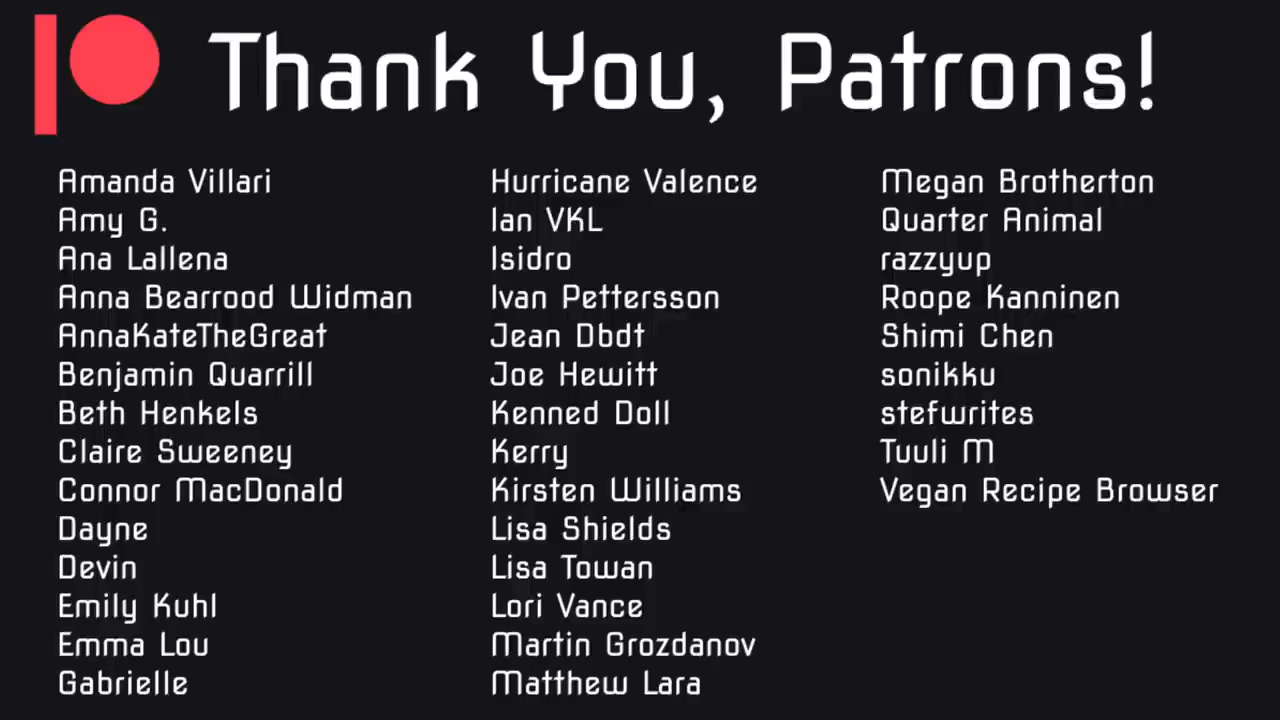 Thank You, Patrons!
Amanda Villari
Amy G.
Ana Lallena
Anna Bearrood Widman
AnnaKateTheGreat
Benjamin Quarrill
Beth Henkels
Claire Sweeney
Connor MacDonald
Dayne
Devin
Emily Kuhl
Emma Lou
Gabrielle
Hurricane Valence
Ian VKL
Isidro
Ivan Pettersson
Jean Dbdt
Joe Hewitt
Kenned Doll
Kerry
Kirsten Williams
Lisa Shields
Lisa Towan
Lori Vance
Martin Grozdanov
Matthew Lara
Megan Brotherton
Quarter Animal
razzyup
Roope Kanninen
Shimi Chen
sonikku
stefwrites
Tuuli M
Vegan Recipe Browser